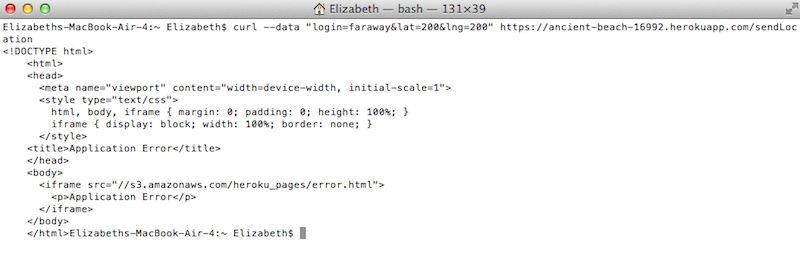 Elizabeth — bash — 131×39
Elizabeths-MacBook-Air-4:~ Elizabeth$ curl --data "login=faraway&lat=200&lng=200" https://ancient-beach-16992.herokuapp.com/sendLoc
ation
<!DOCTYPE html>
    <html>
    <head>
      <meta name="viewport" content="width=device-width, initial-scale=1">
      <style type="text/css">
        html, body, iframe { margin: 0; padding: 0; height: 100%; }
        iframe { display: block; width: 100%; border: none; }
      </style>
    <title>Application Error</title>
    </head>
    <body>
      <iframe src="//s3.amazonaws.com/heroku_pages/error.html">
        <p>Application Error</p>
      </iframe>
    </body>
    </html>Elizabeths-MacBook-Air-4:~ Elizabeth$